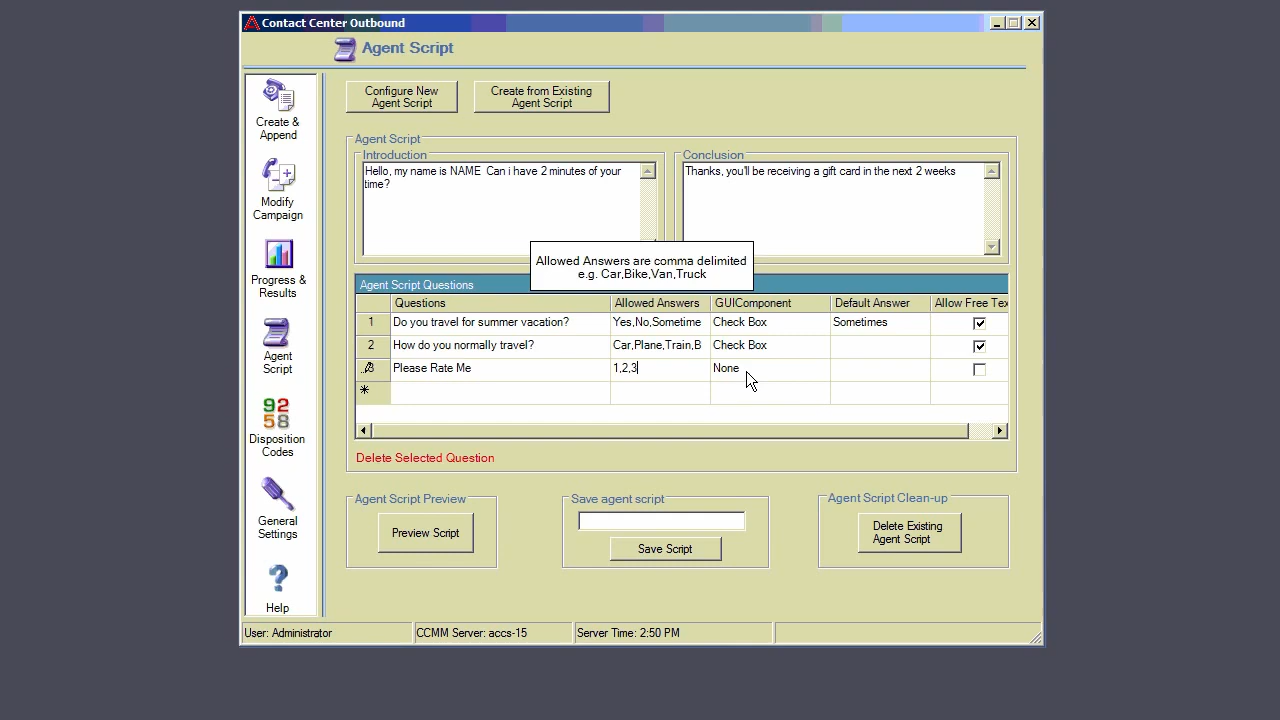 Contact Center Outbound
Agent Script
Create &
Append
Modify
Campaign
Progress &
Results
Agent
Script
92
58
Disposition
Codes
General
Settings
?
Help
Configure New
Agent Script
Create from Existing
Agent Script
Agent Script
Introduction
Hello, my name is NAME  Can i have 2 minutes of your
time?
Conclusion
Thanks, you'll be receiving a gift card in the next 2 weeks
Allowed Answers are comma delimited
e.g. Car,Bike,Van,Truck
Agent Script Questions
Questions Allowed Answers GUIComponent Default Answer Allow Free Tex
1 Do you travel for summer vacation? Yes,No,Sometime Check Box Sometimes
2 How do you normally travel? Car,Plane,Train,B Check Box
3 Please Rate Me 1,2,3 None
Delete Selected Question
Agent Script Preview
Preview Script
Save agent script
Save Script
Agent Script Clean-up
Delete Existing
Agent Script
User: Administrator CCMM Server: accs-15 Server Time: 2:50 PM